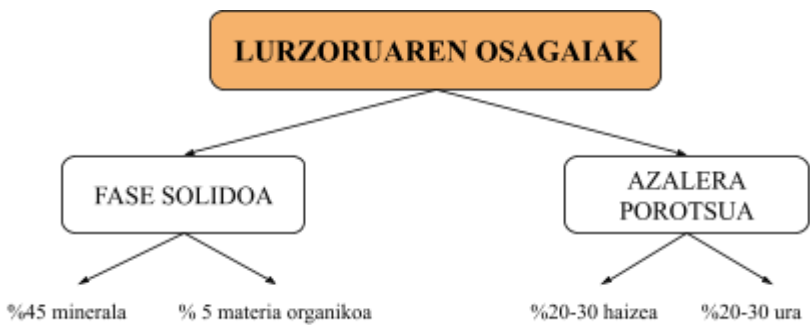 LURZORUAREN OSAGAIAK
FASE SOLIDOA
AZALERA
POROTSUA
%45 minerala
% 5 materia organikoa
%20-30 haizea
%20-30 ura